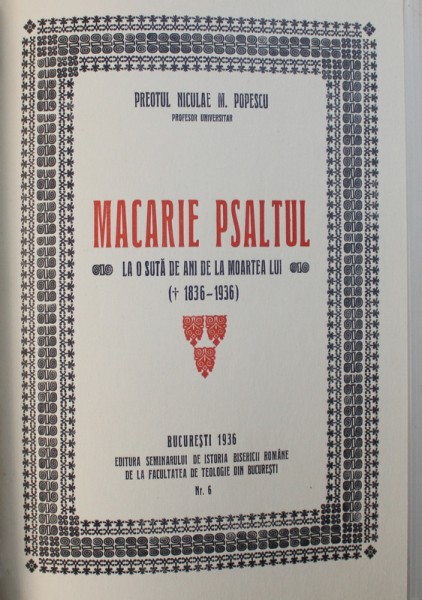 PREOTUL NICULAE M. POPESCU
PROFESOR UNIVERSITAR
MACARIE PSALTUL
LA O SUTĂ DE ANI DE LA MOARTEA LUI
(† 1836-1936)
BUCUREȘTI 1936
EDITURA SEMINARULUI DE ISTORIA BISERICII ROMÂNE
DE LA FACULTATEA DE TEOLOGIE DIN BUCUREȘTI
Nr. 6